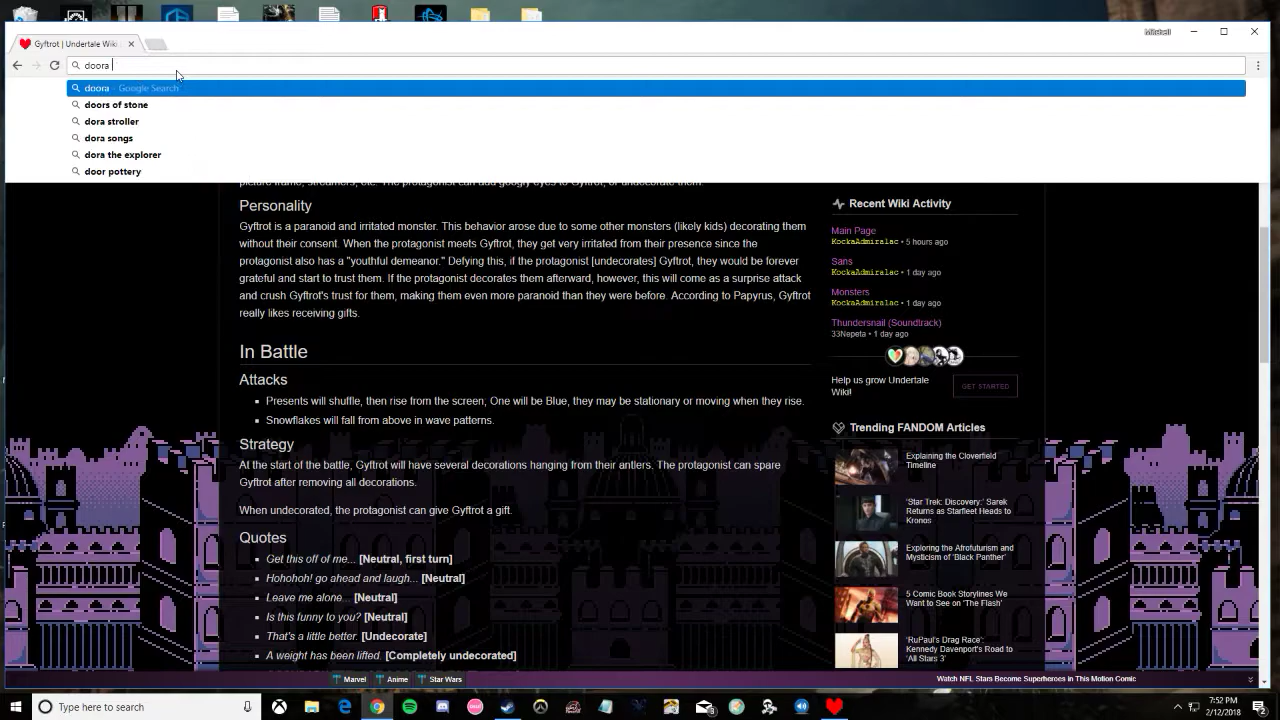 Mitchell
Gyftrot | Undertale Wiki
doora
doora - Google Search
doors of stone
dora stroller
dora songs
dora the explorer
door pottery
picture frame, streamers, etc. The protagonist can add googly eyes to Gyftrot, or undecorate them.
Personality
Gyftrot is a paranoid and irritated monster. This behavior arose due to some other monsters (likely kids) decorating them
without their consent. When the protagonist meets Gyftrot, they get very irritated from their presence since the
protagonist also has a "youthful demeanor." Defying this, if the protagonist [undecorates] Gyftrot, they would be forever
grateful and start to trust them. If the protagonist decorates them afterward, however, this will come as a surprise attack
and crush Gyftrot's trust for them, making them even more paranoid than they were before. According to Papyrus, Gyftrot
really likes receiving gifts.
In Battle
Attacks
Presents will shuffle, then rise from the screen; One will be Blue, they may be stationary or moving when they rise.
Snowflakes will fall from above in wave patterns.
Strategy
At the start of the battle, Gyftrot will have several decorations hanging from their antlers. The protagonist can spare
Gyftrot after removing all decorations.
When undecorated, the protagonist can give Gyftrot a gift.
Quotes
Get this off of me... [Neutral, first turn]
Hohohoh! go ahead and laugh... [Neutral]
Leave me alone... [Neutral]
Is this funny to you? [Neutral]
That's a little better. [Undecorate]
A weight has been lifted. [Completely undecorated]
Recent Wiki Activity
Main Page
KockaAdmiralac • 5 hours ago
Sans
KockaAdmiralac • 1 day ago
Monsters
KockaAdmiralac • 1 day ago
Thundersnail (Soundtrack)
33Nepeta • 1 day ago
Help us grow Undertale
Wiki!
GET STARTED
Trending FANDOM Articles
Explaining the Cloverfield
Timeline
'Star Trek: Discovery:' Sarek
Returns as Starfleet Heads to
Kronos
Exploring the Afrofuturism and
Mysticism of 'Black Panther'
5 Comic Book Storylines We
Want to See on 'The Flash'
'RuPaul's Drag Race':
Kennedy Davenport's Road to
'All Stars 3'
Marvel
Anime
Star Wars
Watch NFL Stars Become Superheroes in This Motion Comic
Type here to search
7:52 PM
2/12/2018